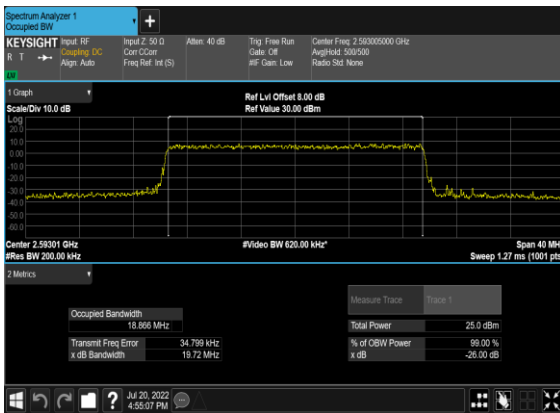 Spectrum Analyzer 1
Occupied BW
KEYSIGHT
R T
LV
Input: RF
Coupling: DC
Align: Auto
Input Z: 50 Ω
Corr CCorr
Freq Ref: Int (S)
Atten: 40 dB
Trig: Free Run
Gate: Off
#IF Gain: Low
Center Freq: 2.593005000 GHz
Avg|Hold: 500/500
Radio Std: None
1 Graph
Scale/Div 10.0 dB
Ref Lvl Offset 8.00 dB
Ref Value 30.00 dBm
Log
20.0
10.0
0.00
-10.0
-20.0
-30.0
-40.0
-50.0
-60.0
Center 2.59301 GHz
#Res BW 200.00 kHz
#Video BW 620.00 kHz*
Span 40 MH
Sweep 1.27 ms (1001 pts
2 Metrics
Measure Trace
Trace 1
Occupied Bandwidth
18.866 MHz
Total Power
25.0 dBm
Transmit Freq Error
34.799 kHz
% of OBW Power
99.00 %
x dB Bandwidth
19.72 MHz
x dB
-26.00 dB
?
Jul 20, 2022
4:55:07 PM